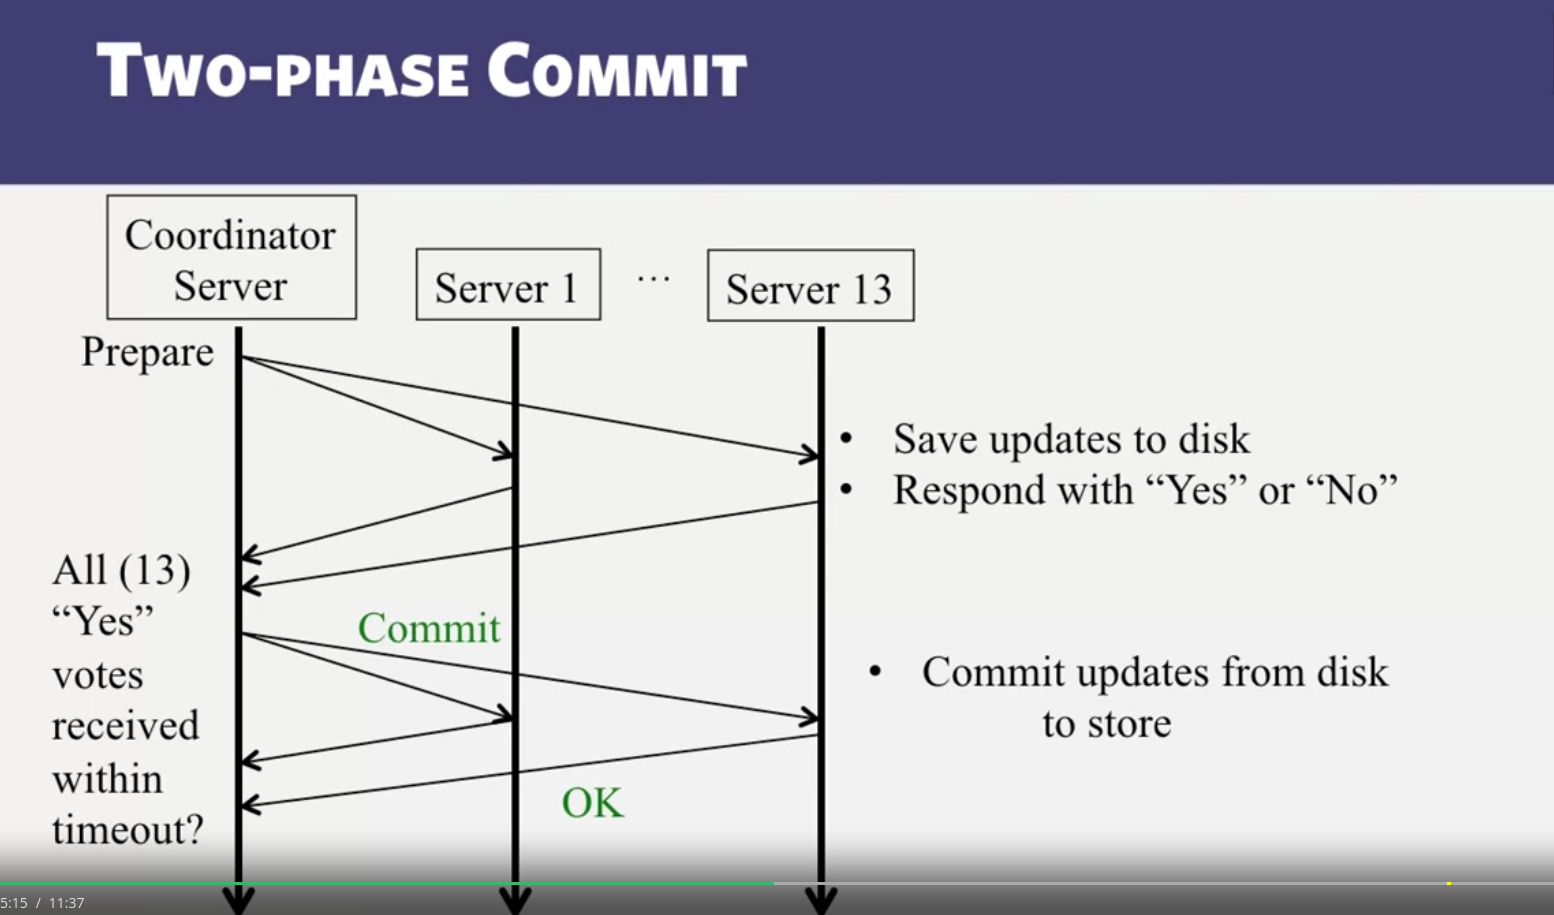 TWO-PHASE COMMIT
Coordinator
Server
Server 1
...
Server 13
Prepare
• Save updates to disk
• Respond with “Yes” or “No”
All (13)
“Yes”
votes
received
within
timeout?
Commit
• Commit updates from disk
to store
OK
5:15 / 11:37